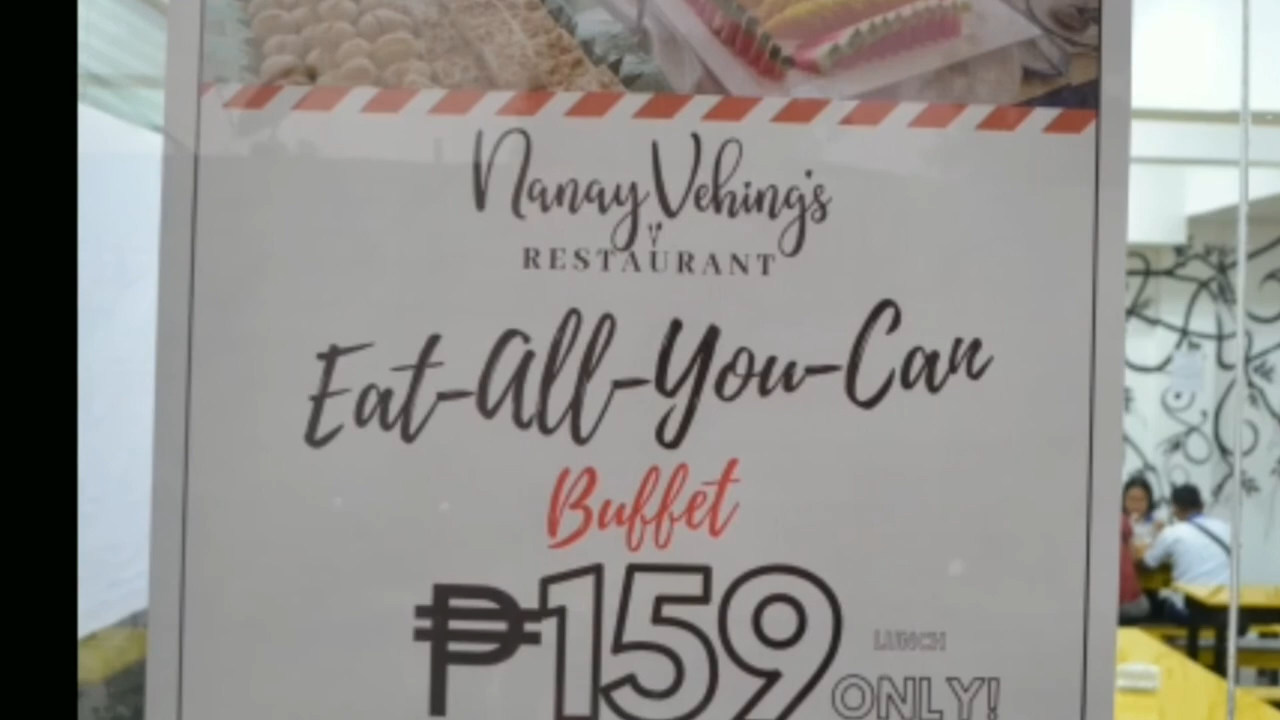 Nanay Vehing's
RESTAURANT
Eat-All-You-Can
Buffet
₱159
LUNCH
ONLY!